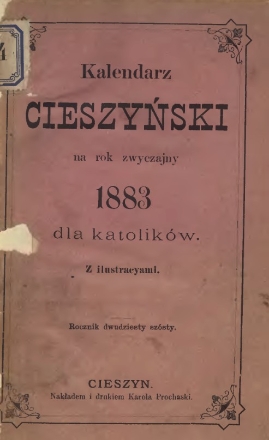 4
Kalendarz
CIESZYŃSKI
na rok zwyczajny
1883
dla katolików.
Z ilustracyami.
Rocznik dwudziesty szósty.
CIESZYN.
Nakładem i drukiem Karola Prochaski.